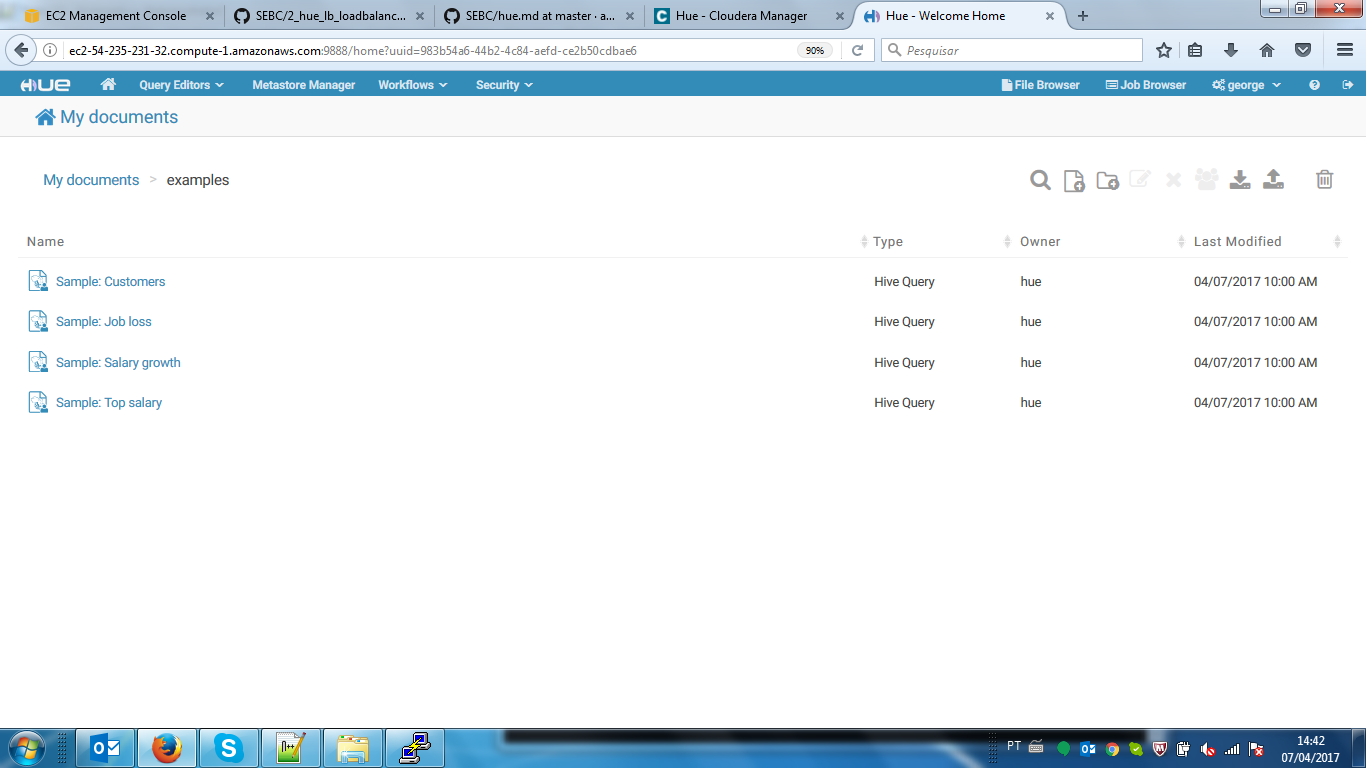 EC2 Management Console
SEBC/2_hue_lb_loadbalanc...
SEBC/hue.md at master · a...
Hue - Cloudera Manager
Hue - Welcome Home
ec2-54-235-231-32.compute-1.amazonaws.com:9888/home?uuid=983b54a6-44b2-4c84-aefd-ce2b50cdbae6
90%
Pesquisar
HUE
Query Editors
Metastore Manager
Workflows
Security
File Browser
Job Browser
george
My documents
My documents > examples
Name Type Owner Last Modified
Sample: Customers Hive Query hue 04/07/2017 10:00 AM
Sample: Job loss Hive Query hue 04/07/2017 10:00 AM
Sample: Salary growth Hive Query hue 04/07/2017 10:00 AM
Sample: Top salary Hive Query hue 04/07/2017 10:00 AM
PT
14:42
07/04/2017